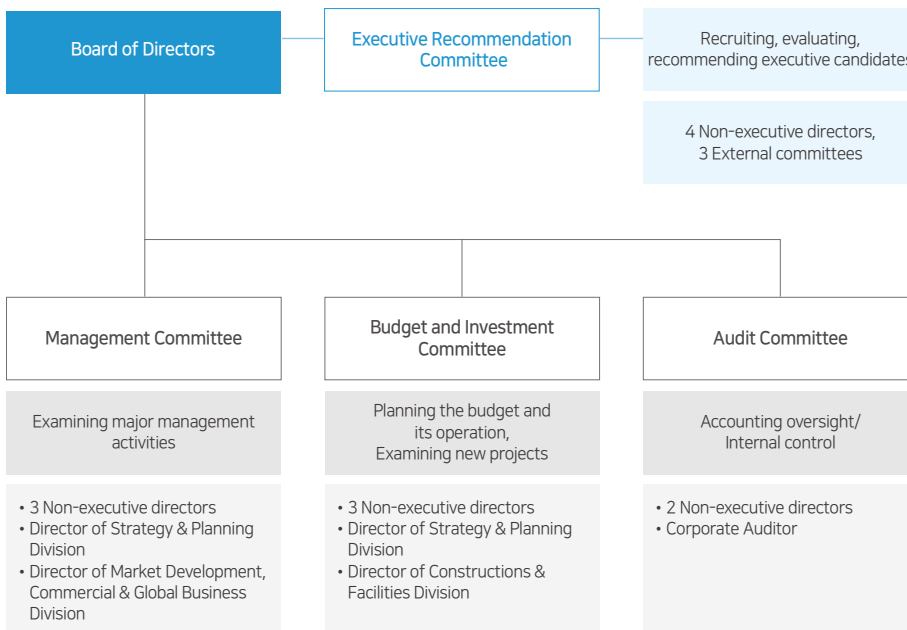 Board of Directors
Executive Recommendation
Committee
Recruiting, evaluating,
recommending executive candidates
4 Non-executive directors,
3 External committees
Management Committee
Budget and Investment
Committee
Audit Committee
Examining major management
activities
Planning the budget and
its operation,
Examining new projects
Accounting oversight/
Internal control
• 3 Non-executive directors
• Director of Strategy & Planning
Division
• Director of Market Development,
Commercial & Global Business
Division
• 3 Non-executive directors
• Director of Strategy & Planning
Division
• Director of Constructions &
Facilities Division
• 2 Non-executive directors
• Corporate Auditor